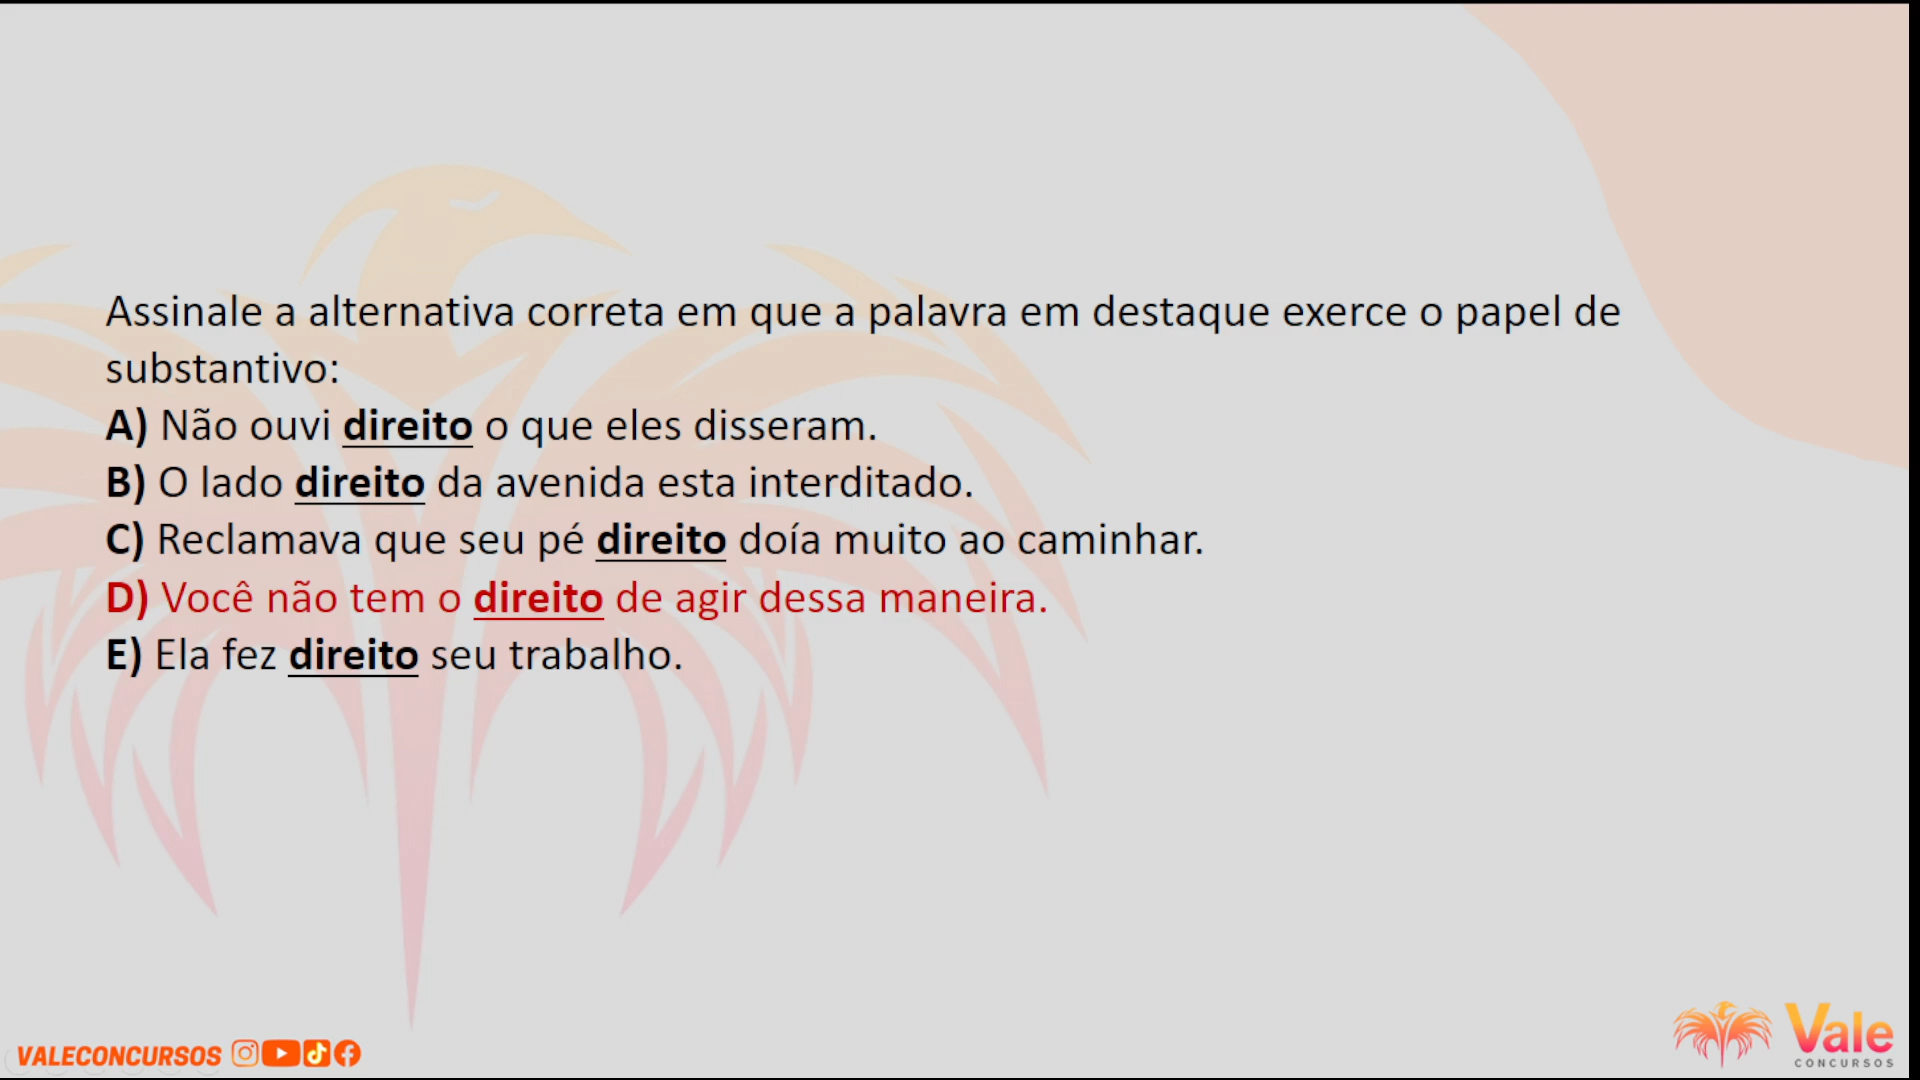 Assinale a alternativa correta em que a palavra em destaque exerce o papel de
substantivo:
A) Não ouvi direito o que eles disseram.
B) O lado direito da avenida esta interditado.
C) Reclamava que seu pé direito doía muito ao caminhar.
D) Você não tem o direito de agir dessa maneira.
E) Ela fez direito seu trabalho.
VALECONCURSOS
Vale
CONCURSOS